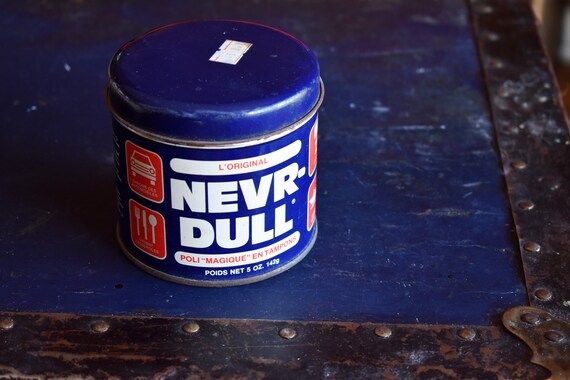 L'ORIGINAL
NEVR-
DULL
POLI "MAGIQUE" EN TAMPONS
POIDS NET 5 OZ. 142g